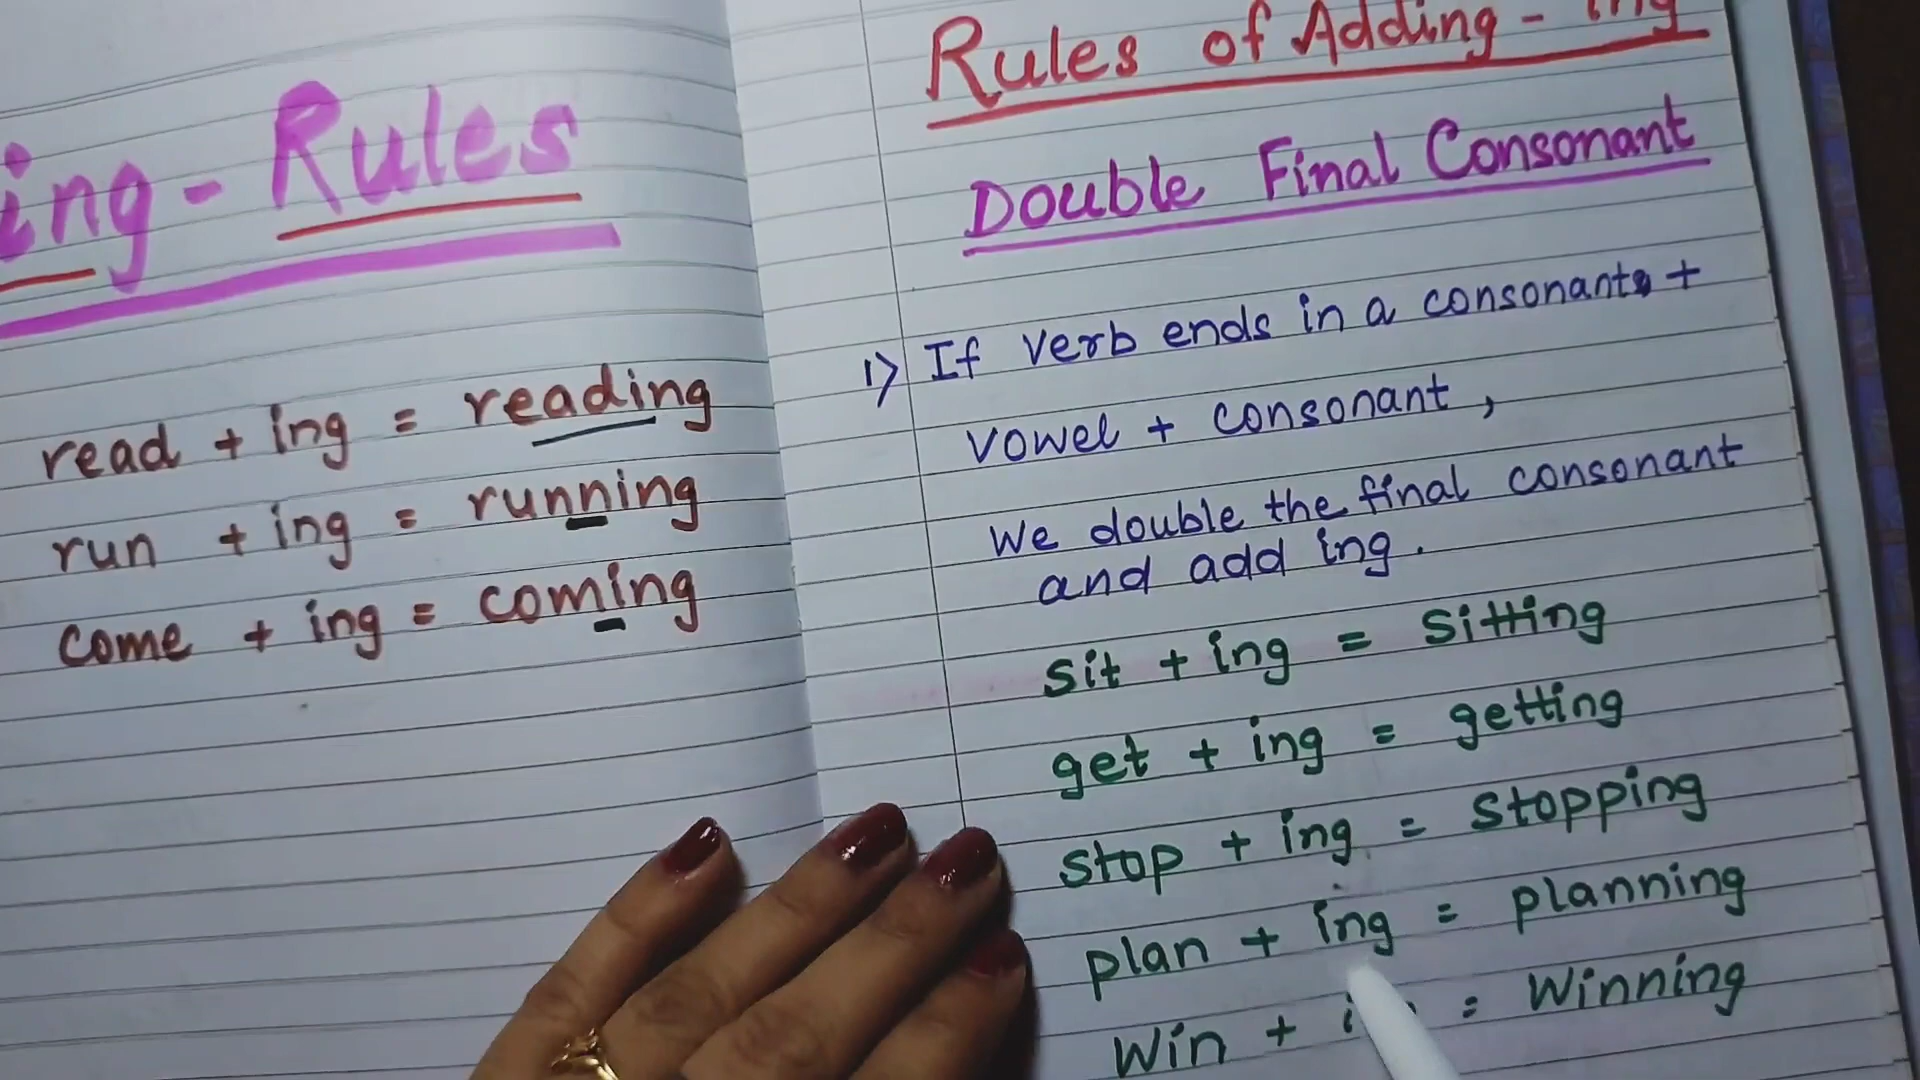 ing - Rules
read + ing = reading
run + ing = running
come + ing = coming
Rules of Adding - ing
Double Final Consonant
1) If verb ends in a consonant +
vowel + consonant,
We double the final consonant
and add ing.
sit + ing = sitting
get + ing = getting
stop + ing = stopping
plan + ing = planning
Win + i = Winning